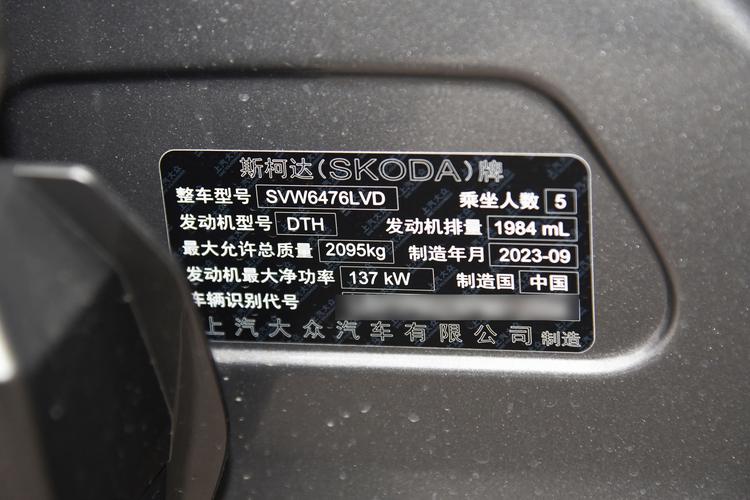 斯柯达(SKODA)牌
整车型号 SVW6476LVD 乘坐人数 5
发动机型号 DTH 发动机排量 1984 mL
最大允许总质量 2095kg 制造年月 2023-09
发动机最大净功率 137 kW 制造国 中国
车辆识别代号
上汽大众汽车有限公司 制造